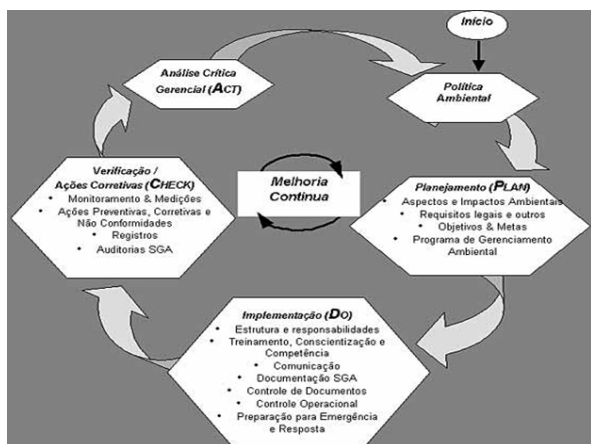 Início
Política
Ambiental
Planejamento (PLAN)
• Aspectos e Impactos Ambientais
• Requisitos legais e outros
• Objetivos & Metas
• Programa de Gerenciamento
Ambiental
Implementação (DO)
• Estrutura e responsabilidades
• Treinamento, Conscientização e
Competência
• Comunicação
• Documentação SGA
• Controle de Documentos
• Controle Operacional
• Preparação para Emergência
e Resposta
Verificação /
Ações Corretivas (CHECK)
• Monitoramento & Medições
• Ações Preventivas, Corretivas e
Não Conformidades
• Registros
• Auditorias SGA
Análise Crítica
Gerencial (ACT)
Melhoria
Contínua